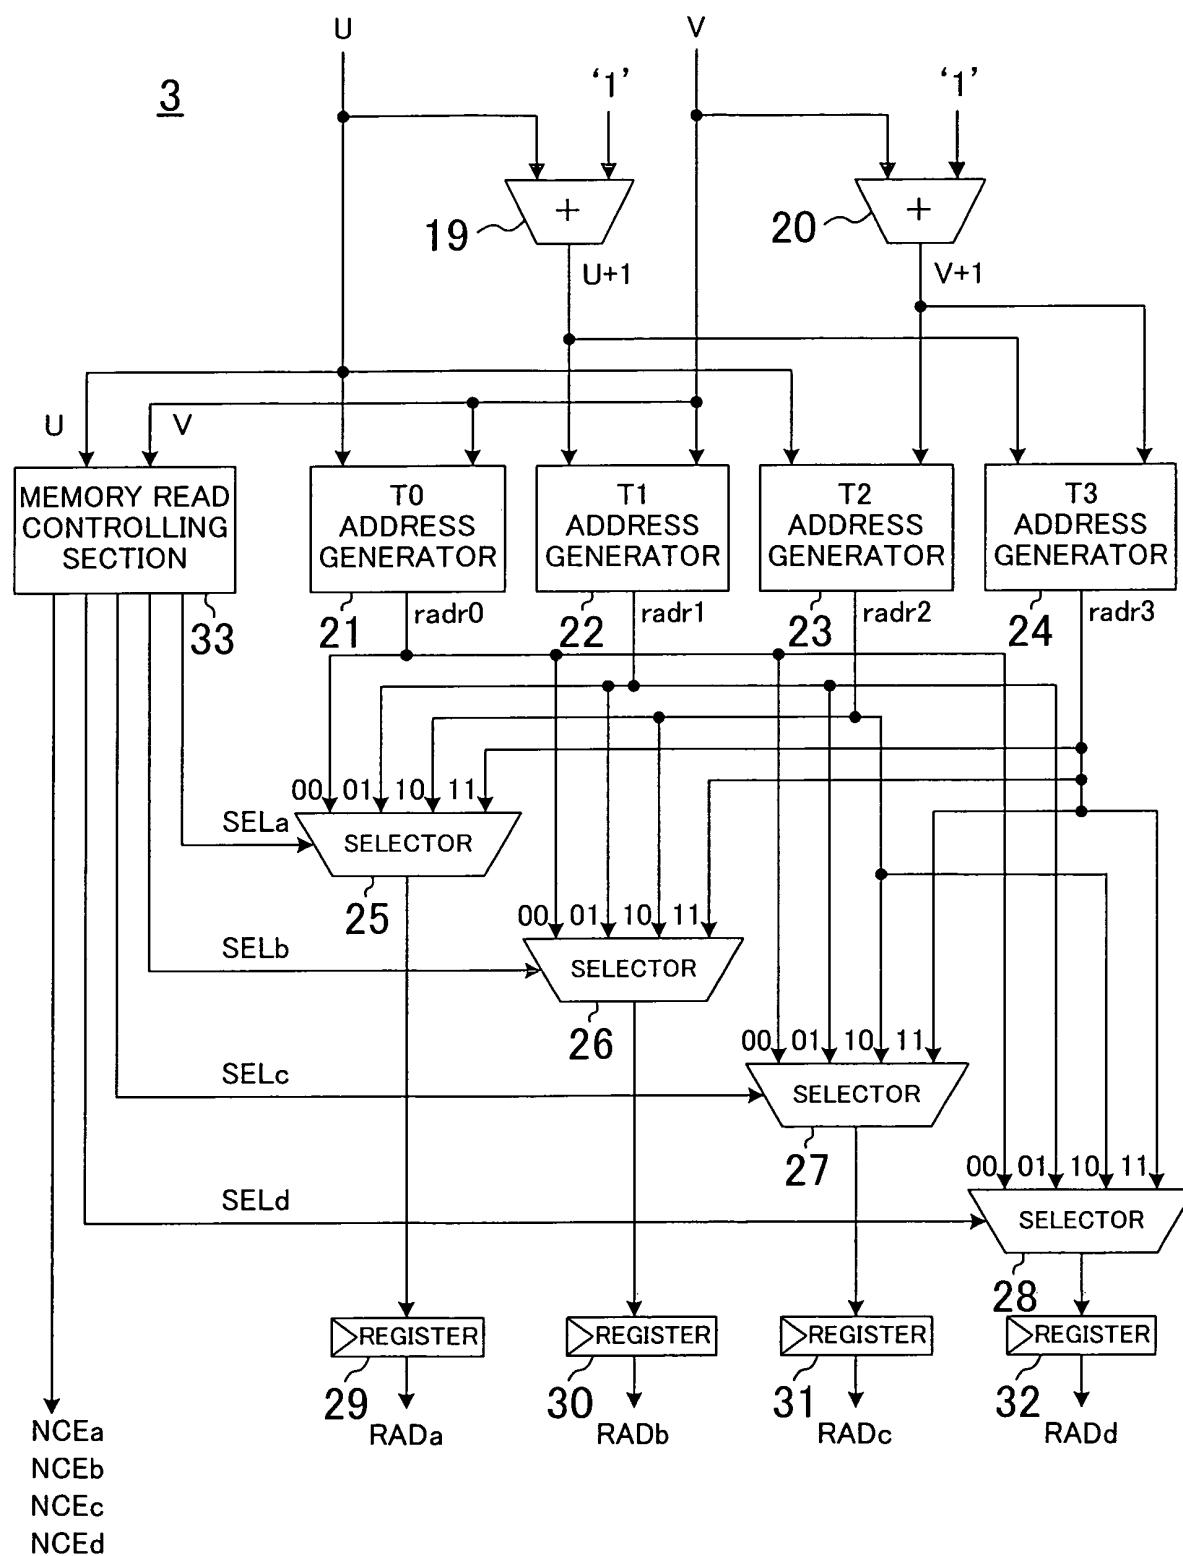 U
V
3
'1'
'1'
+
+
19
20
U+1
V+1
U
V
MEMORY READ
CONTROLLING
SECTION
T0
ADDRESS
GENERATOR
T1
ADDRESS
GENERATOR
T2
ADDRESS
GENERATOR
T3
ADDRESS
GENERATOR
33
21
radr0
22
radr1
23
radr2
24
radr3
00 01 10 11
SELa
SELECTOR
25
00 01 10 11
SELb
SELECTOR
26
00 01 10 11
SELc
SELECTOR
27
00 01 10 11
SELd
SELECTOR
28
REGISTER
REGISTER
REGISTER
REGISTER
29
30
31
32
RADa
RADb
RADc
RADd
NCEa
NCEb
NCEc
NCEd